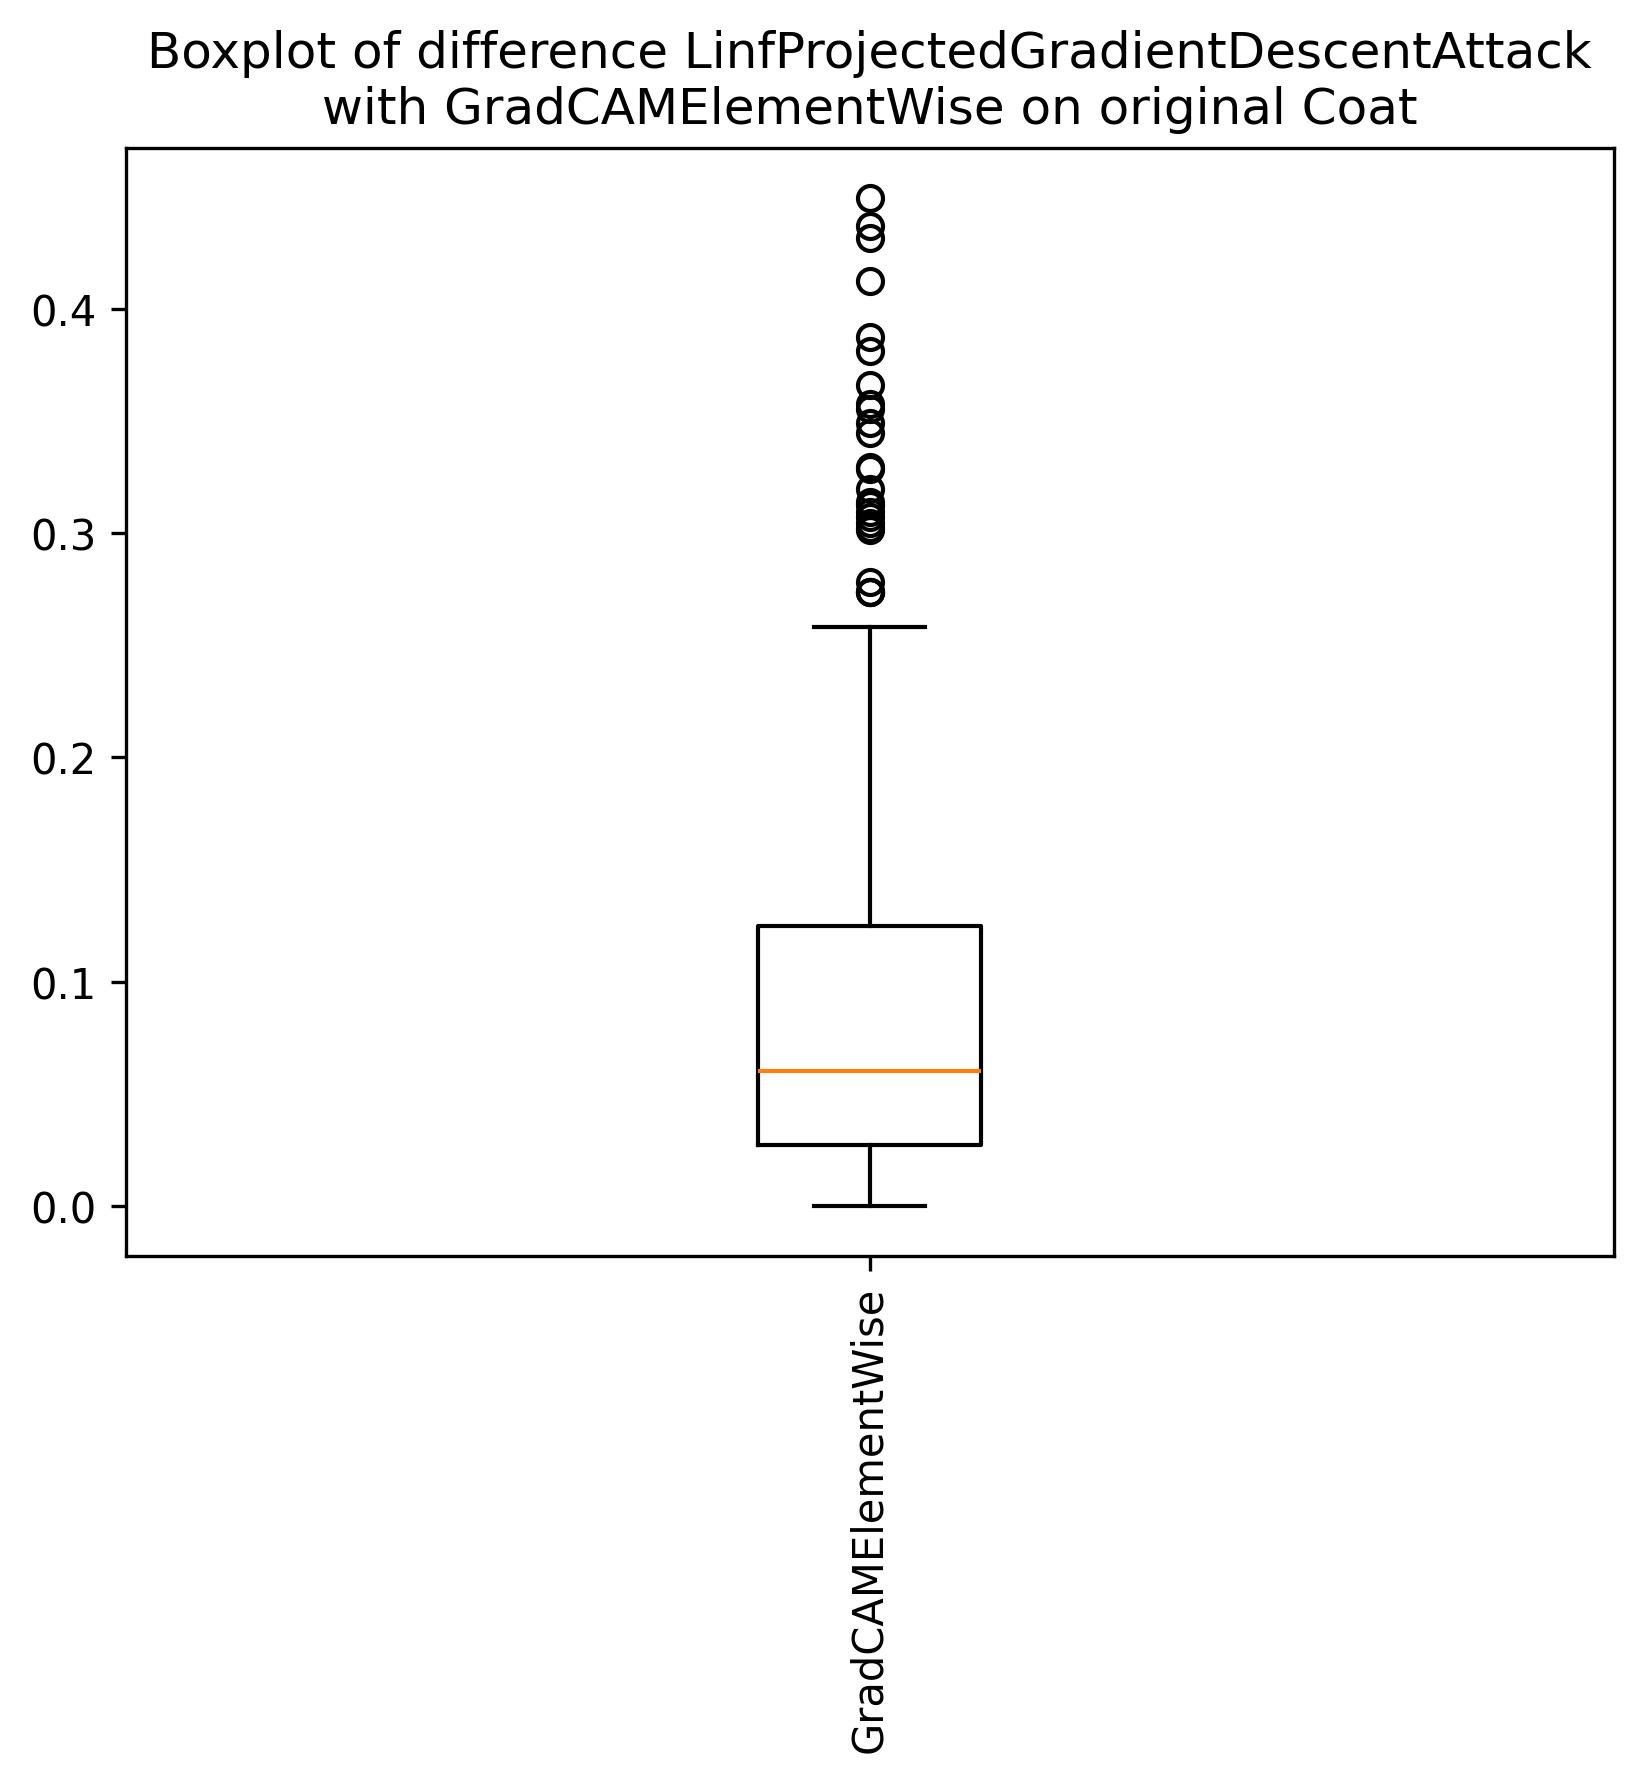 Boxplot of difference LinfProjectedGradientDescentAttack
with GradCAMElementWise on original Coat
0.4
0.3
0.2
0.1
0.0
GradCAMElementWise